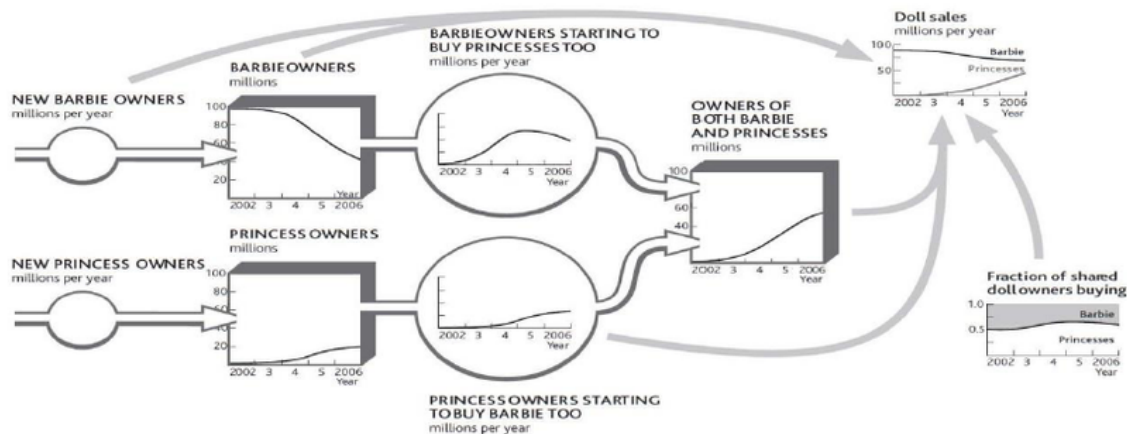 BARBIEOWNERS STARTING TO
BUY PRINCESSES TOO
millions per year
Doll sales
millions per year
100
50
Barbie
Princesses
2002 3 4 5 2006
Year
BARBIEOWNERS
millions
100
80
60
20
Year
2002 3 4 5 2006
NEW BARBIE OWNERS
millions per year
2002 3 4 5 2006
Year
OWNERS OF
BOTH BARBIE
AND PRINCESSES
millions
100
60
40
2002 3 4 5 2006
Year
PRINCESS OWNERS
millions
100
80
60
40
20
2002 3 4 5 2006
Year
NEW PRINCESS OWNERS
millions per year
2002 3 4 5 2006
Year
PRINCESS OWNERS STARTING
TO BUY BARBIE TOO
millions per year
Fraction of shared
doll owners buying
1.0
0.5
Barbie
Princesses
2002 3 4 5 2006
Year